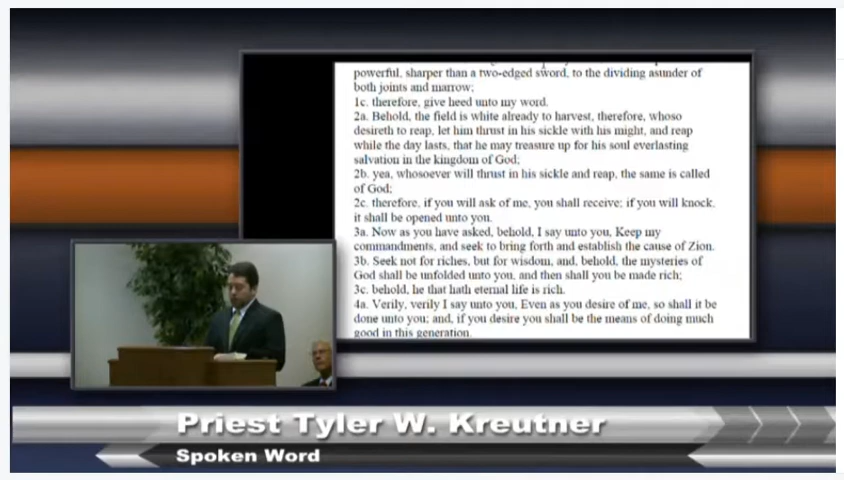 powerful, sharper than a two-edged sword, to the dividing asunder of
both joints and marrow;
1c. therefore, give heed unto my word.
2a. Behold, the field is white already to harvest, therefore, whoso
desireth to reap, let him thrust in his sickle with his might, and reap
while the day lasts, that he may treasure up for his soul everlasting
salvation in the kingdom of God;
2b. yea, whosoever will thrust in his sickle and reap, the same is called
of God;
2c. therefore, if you will ask of me, you shall receive; if you will knock,
it shall be opened unto you.
3a. Now as you have asked, behold, I say unto you, Keep my
commandments, and seek to bring forth and establish the cause of Zion.
3b. Seek not for riches, but for wisdom, and, behold, the mysteries of
God shall be unfolded unto you, and then shall you be made rich;
3c. behold, he that hath eternal life is rich.
4a. Verily, verily I say unto you, Even as you desire of me, so shall it be
done unto you; and, if you desire you shall be the means of doing much
good in this generation.
Priest Tyler W. Kreutner
Spoken Word